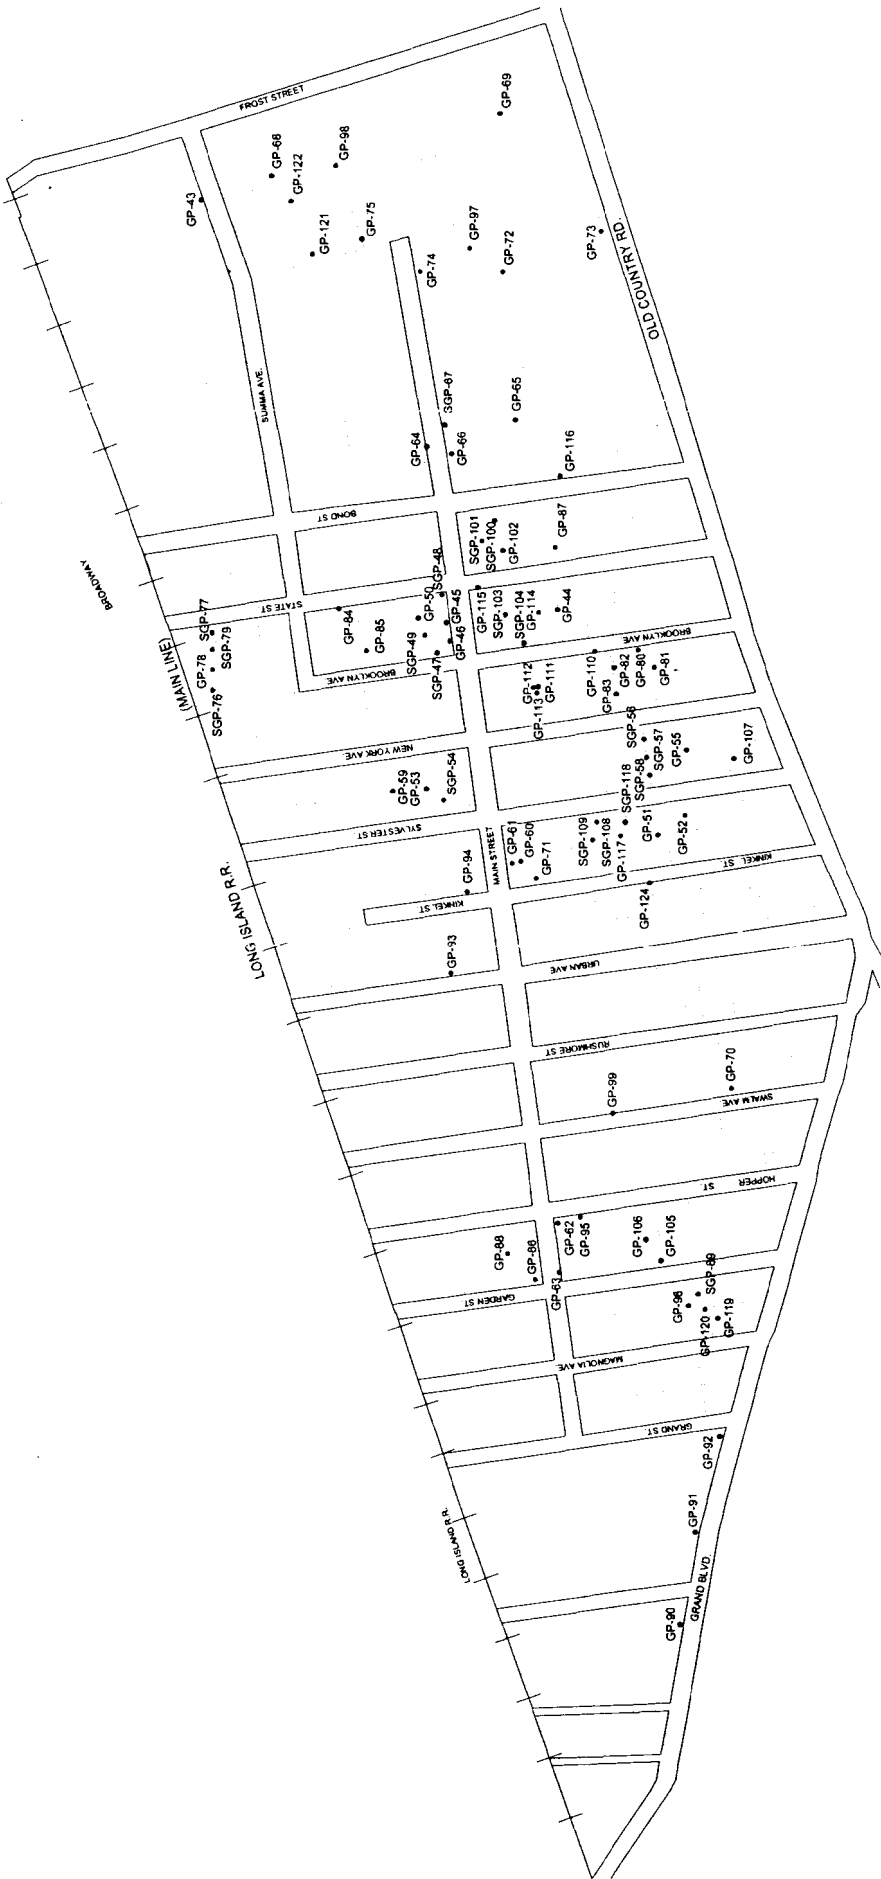 FROST STREET
GP-69
GP-68
GP-98
GP-122
GP-43
GP-121
GP-75
GP-97
GP-73
GP-74
GP-72
OLD COUNTRY RD.
SUMMA AVE.
SGP-67
GP-65
GP-64
GP-66
GP-116
BOND ST
BROADWAY
SGP-101
SGP-100
GP-102
GP-87
SGP-48
STATE ST
GP-84
GP-50
GP-45
GP-115
SGP-103
SGP-104
GP-114
GP-44
(MAIN LINE)
SGP-77
GP-78
SGP-79
SGP-76
GP-85
SGP-49
GP-46
SGP-47
BROOKLYN AVE
BROOKLYN AVE
GP-112
GP-111
GP-113
GP-110
GP-82
GP-80
GP-81
GP-83
NEW YORK AVE
SGP-56
SGP-57
GP-55
GP-107
SGP-58
GP-59
GP-53
SGP-54
SYLVESTER ST
SGP-118
SGP-109
SGP-108
GP-117
GP-51
GP-52
MAIN STREET
GP-61
GP-60
GP-71
GP-94
KINKEL ST
KINKEL ST.
GP-124
LONG ISLAND R.R.
GP-93
URBAN AVE
RUSHMORE ST
GP-99
GP-70
SWALM AVE
HOPPER ST.
GP-62
GP-95
GP-106
GP-105
GP-88
GP-86
GP-63
GARDEN ST
SGP-89
GP-96
GP-120
GP-119
MAGNOLIA AVE
GRAND ST.
GP-92
GP-91
LONG ISLAND R.R.
GP-90
GRAND BLVD.